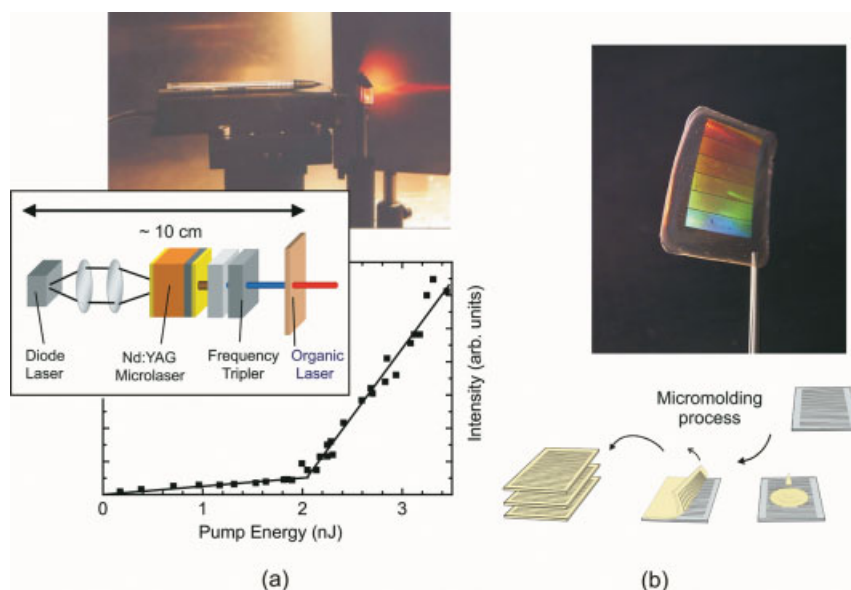 ~ 10 cm
Diode
Laser
Nd:YAG
Microlaser
Frequency
Tripler
Organic
Laser
Intensity (arb. units)
0
1
2
3
Pump Energy (nJ)
(a)
Micromolding
process
(b)